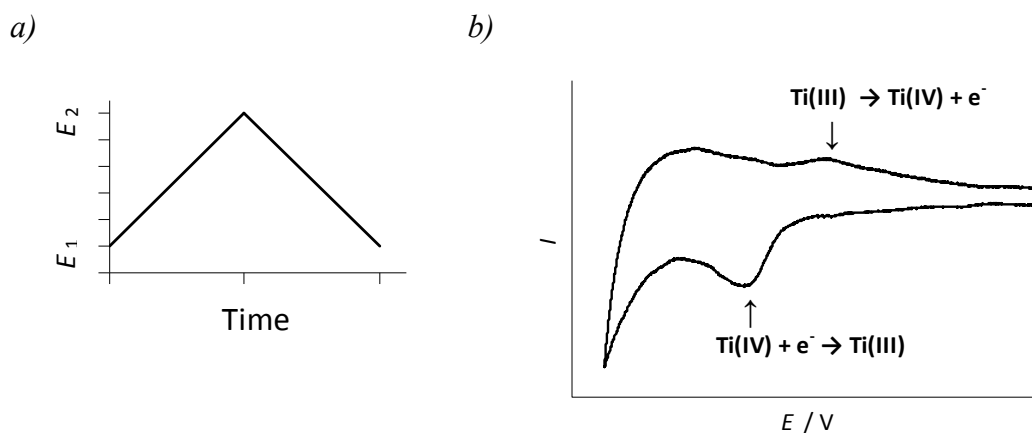 a)
E2
E1
Time
b)
Ti(III) → Ti(IV) + e⁻
↓
I
↑
Ti(IV) + e⁻ → Ti(III)
E / V